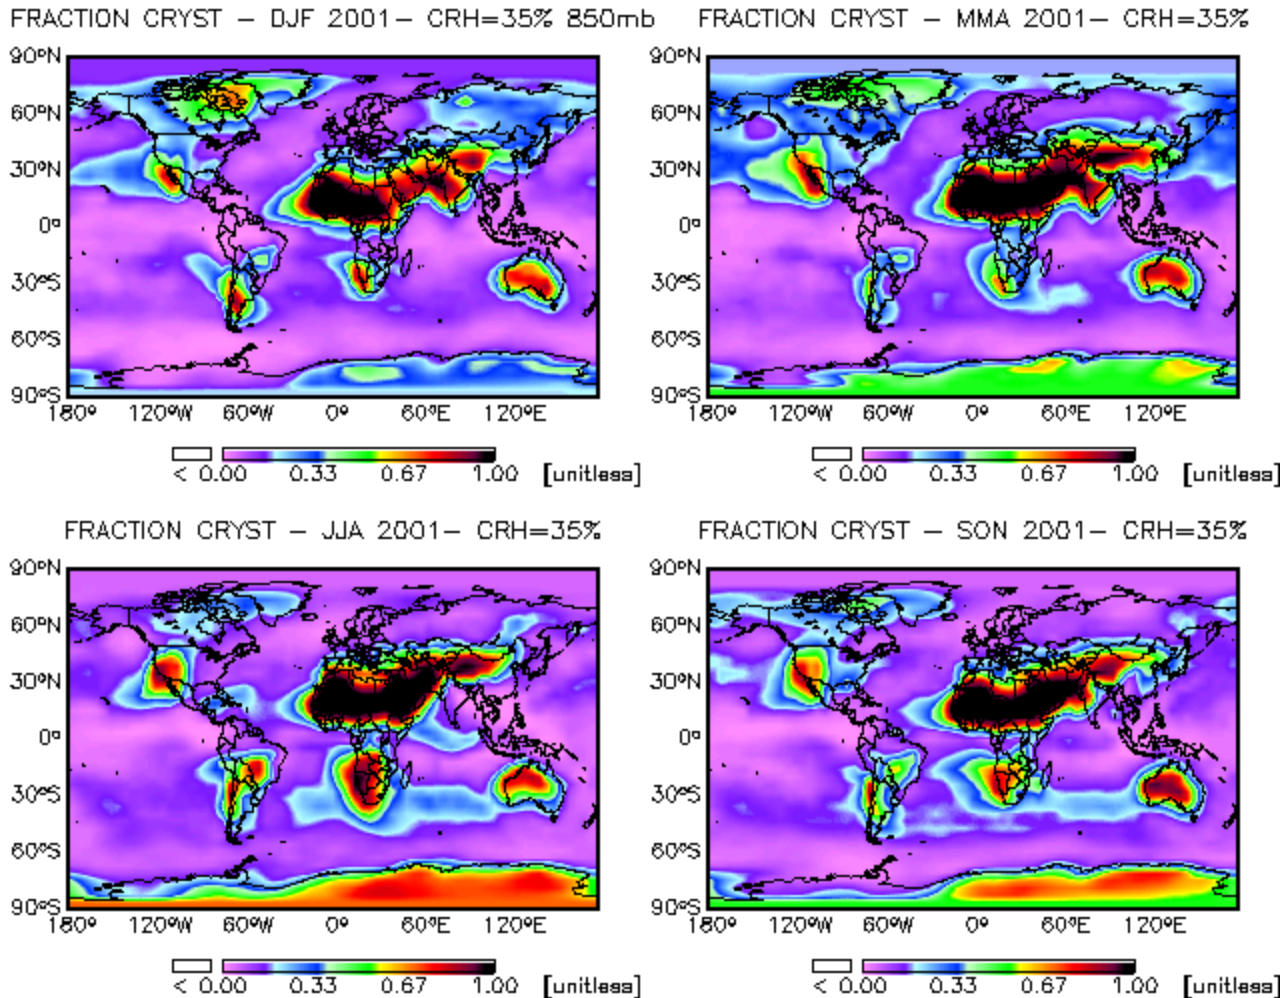 FRACTION CRYST – DJF 2001– CRH=35% 850mb
90ºN
60ºN
30ºN
0º
30ºS
60ºS
90ºS
180º 120ºW 60ºW 0º 60ºE 120ºE
< 0.00 0.33 0.67 1.00 [unitless]
FRACTION CRYST – MMA 2001– CRH=35%
90ºN
60ºN
30ºN
0º
30ºS
60ºS
90ºS
180º 120ºW 60ºW 0º 60ºE 120ºE
< 0.00 0.33 0.67 1.00 [unitless]
FRACTION CRYST – JJA 2001– CRH=35%
90ºN
60ºN
30ºN
0º
30ºS
60ºS
90ºS
180º 120ºW 60ºW 0º 60ºE 120ºE
< 0.00 0.33 0.67 1.00 [unitless]
FRACTION CRYST – SON 2001– CRH=35%
90ºN
60ºN
30ºN
0º
30ºS
60ºS
90ºS
180º 120ºW 60ºW 0º 60ºE 120ºE
< 0.00 0.33 0.67 1.00 [unitless]